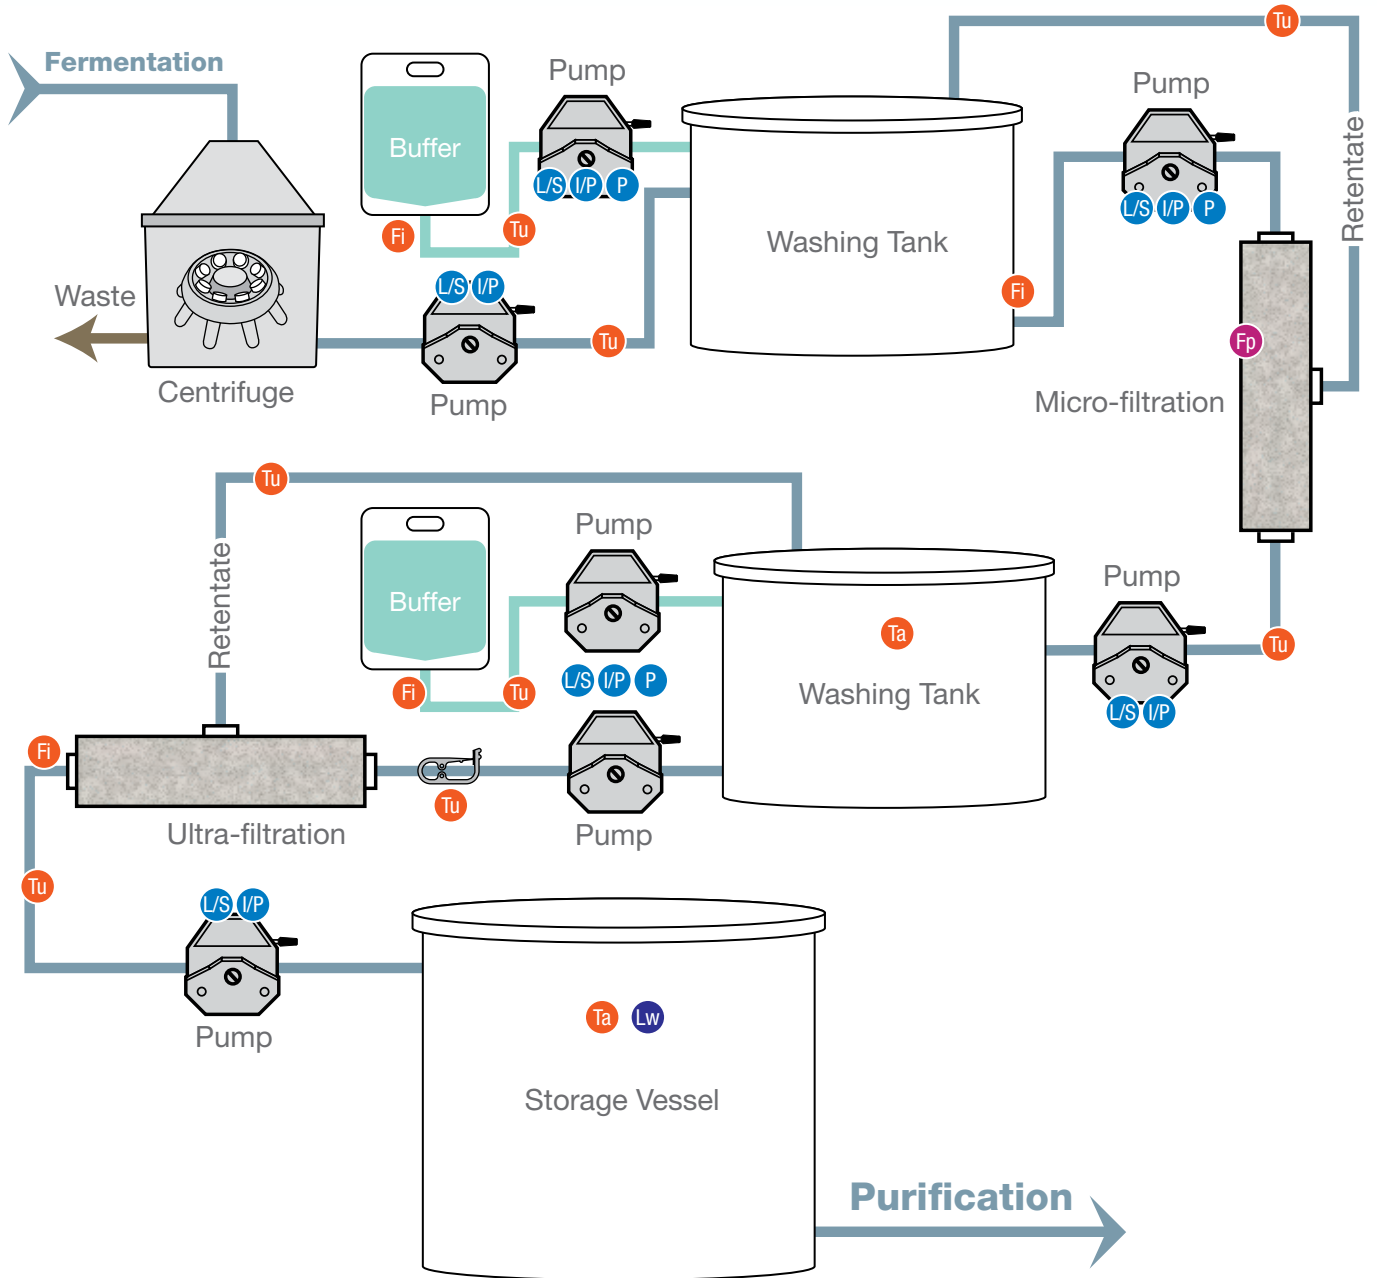 Fermentation
Buffer
Pump
L/S I/P P
Fi
Tu
Washing Tank
Tu
Pump
L/S I/P P
Retentate
Fi
Waste
Centrifuge
L/S I/P
Pump
Tu
Fp
Micro-filtration
Tu
Retentate
Buffer
Pump
L/S I/P P
Fi
Tu
Ta
Washing Tank
Pump
L/S I/P
Tu
Fi
Ultra-filtration
Tu
Pump
Tu
L/S I/P
Pump
Ta Lw
Storage Vessel
Purification